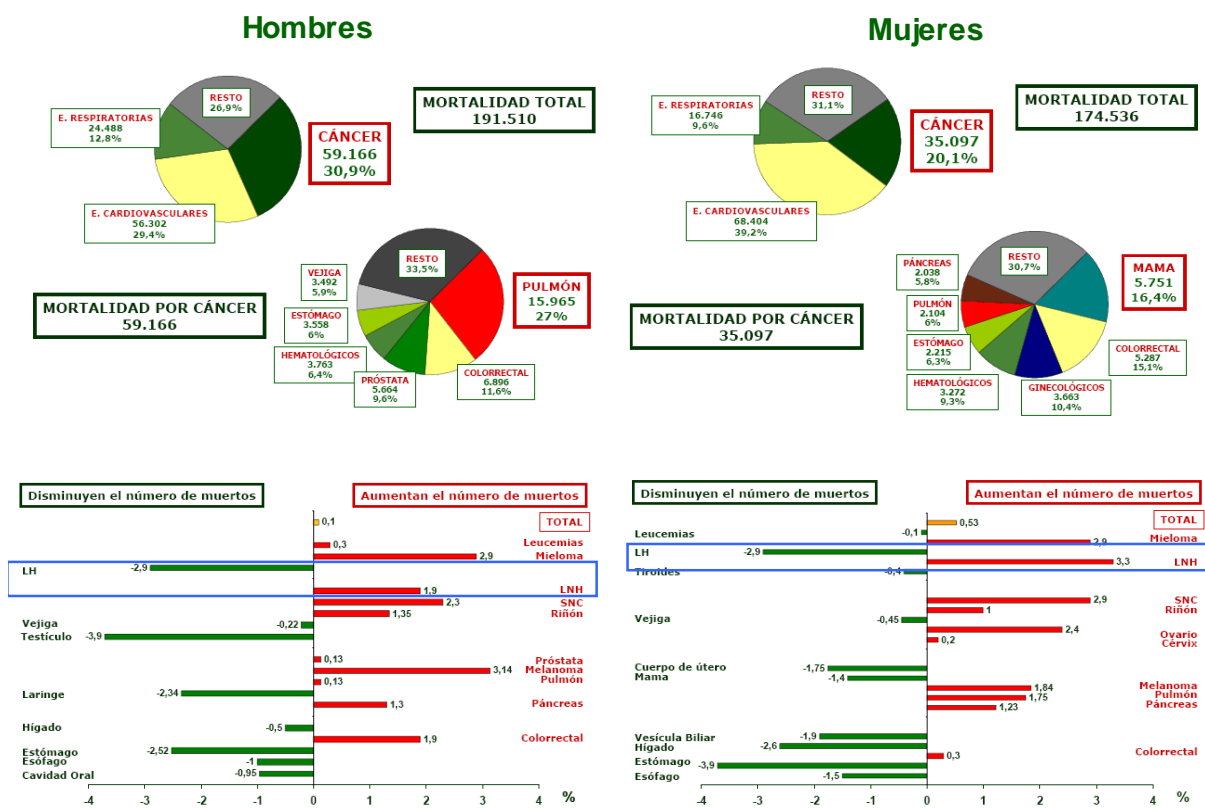 Hombres
RESTO
26,9%
E. RESPIRATORIAS
24.488
12,8%
CÁNCER
59.166
30,9%
E. CARDIOVASCULARES
56.302
29,4%
MORTALIDAD TOTAL
191.510
MORTALIDAD POR CÁNCER
59.166
RESTO
33,5%
VEJIGA
3.492
5,9%
ESTÓMAGO
3.558
6%
HEMATOLÓGICOS
3.763
6,4%
PRÓSTATA
5.664
9,6%
COLORRECTAL
6.896
11,6%
PULMÓN
15.965
27%
Mujeres
RESTO
31,1%
E. RESPIRATORIAS
16.746
9,6%
CÁNCER
35.097
20,1%
E. CARDIOVASCULARES
68.404
39,2%
MORTALIDAD TOTAL
174.536
MORTALIDAD POR CÁNCER
35.097
RESTO
30,7%
PÁNCREAS
2.038
5,8%
PULMÓN
2.104
6%
ESTÓMAGO
2.215
6,3%
HEMATOLÓGICOS
3.272
9,3%
GINECOLÓGICOS
3.663
10,4%
COLORRECTAL
5.287
15,1%
MAMA
5.751
16,4%
Disminuyen el número de muertos
Aumentan el número de muertos
0,1 TOTAL
0,3 Leucemias
2,9 Mieloma
LH -2,9
1,9 LNH
2,3 SNC
1,35 Riñón
Vejiga -0,22
Testículo -3,9
0,13 Próstata
3,14 Melanoma
0,13 Pulmón
Laringe -2,34
1,3 Páncreas
Hígado -0,5
1,9 Colorrectal
Estómago -2,52
Esófago -1
Cavidad Oral -0,95
-4 -3 -2 -1 0 1 2 3 4 %
Disminuyen el número de muertos
Aumentan el número de muertos
0,53 TOTAL
Leucemias -0,1
2,9 Mieloma
LH -2,9
3,3 LNH
Tiroides -0,4
2,9 SNC
1 Riñón
Vejiga -0,45
2,4 Ovario
0,2 Cérvix
Cuerpo de útero -1,75
Mama -1,4
1,84 Melanoma
1,75 Pulmón
1,23 Páncreas
Vesícula Biliar -1,9
Hígado -2,6
0,3 Colorrectal
Estómago -3,9
Esófago -1,5
-4 -3 -2 -1 0 1 2 3 4 %